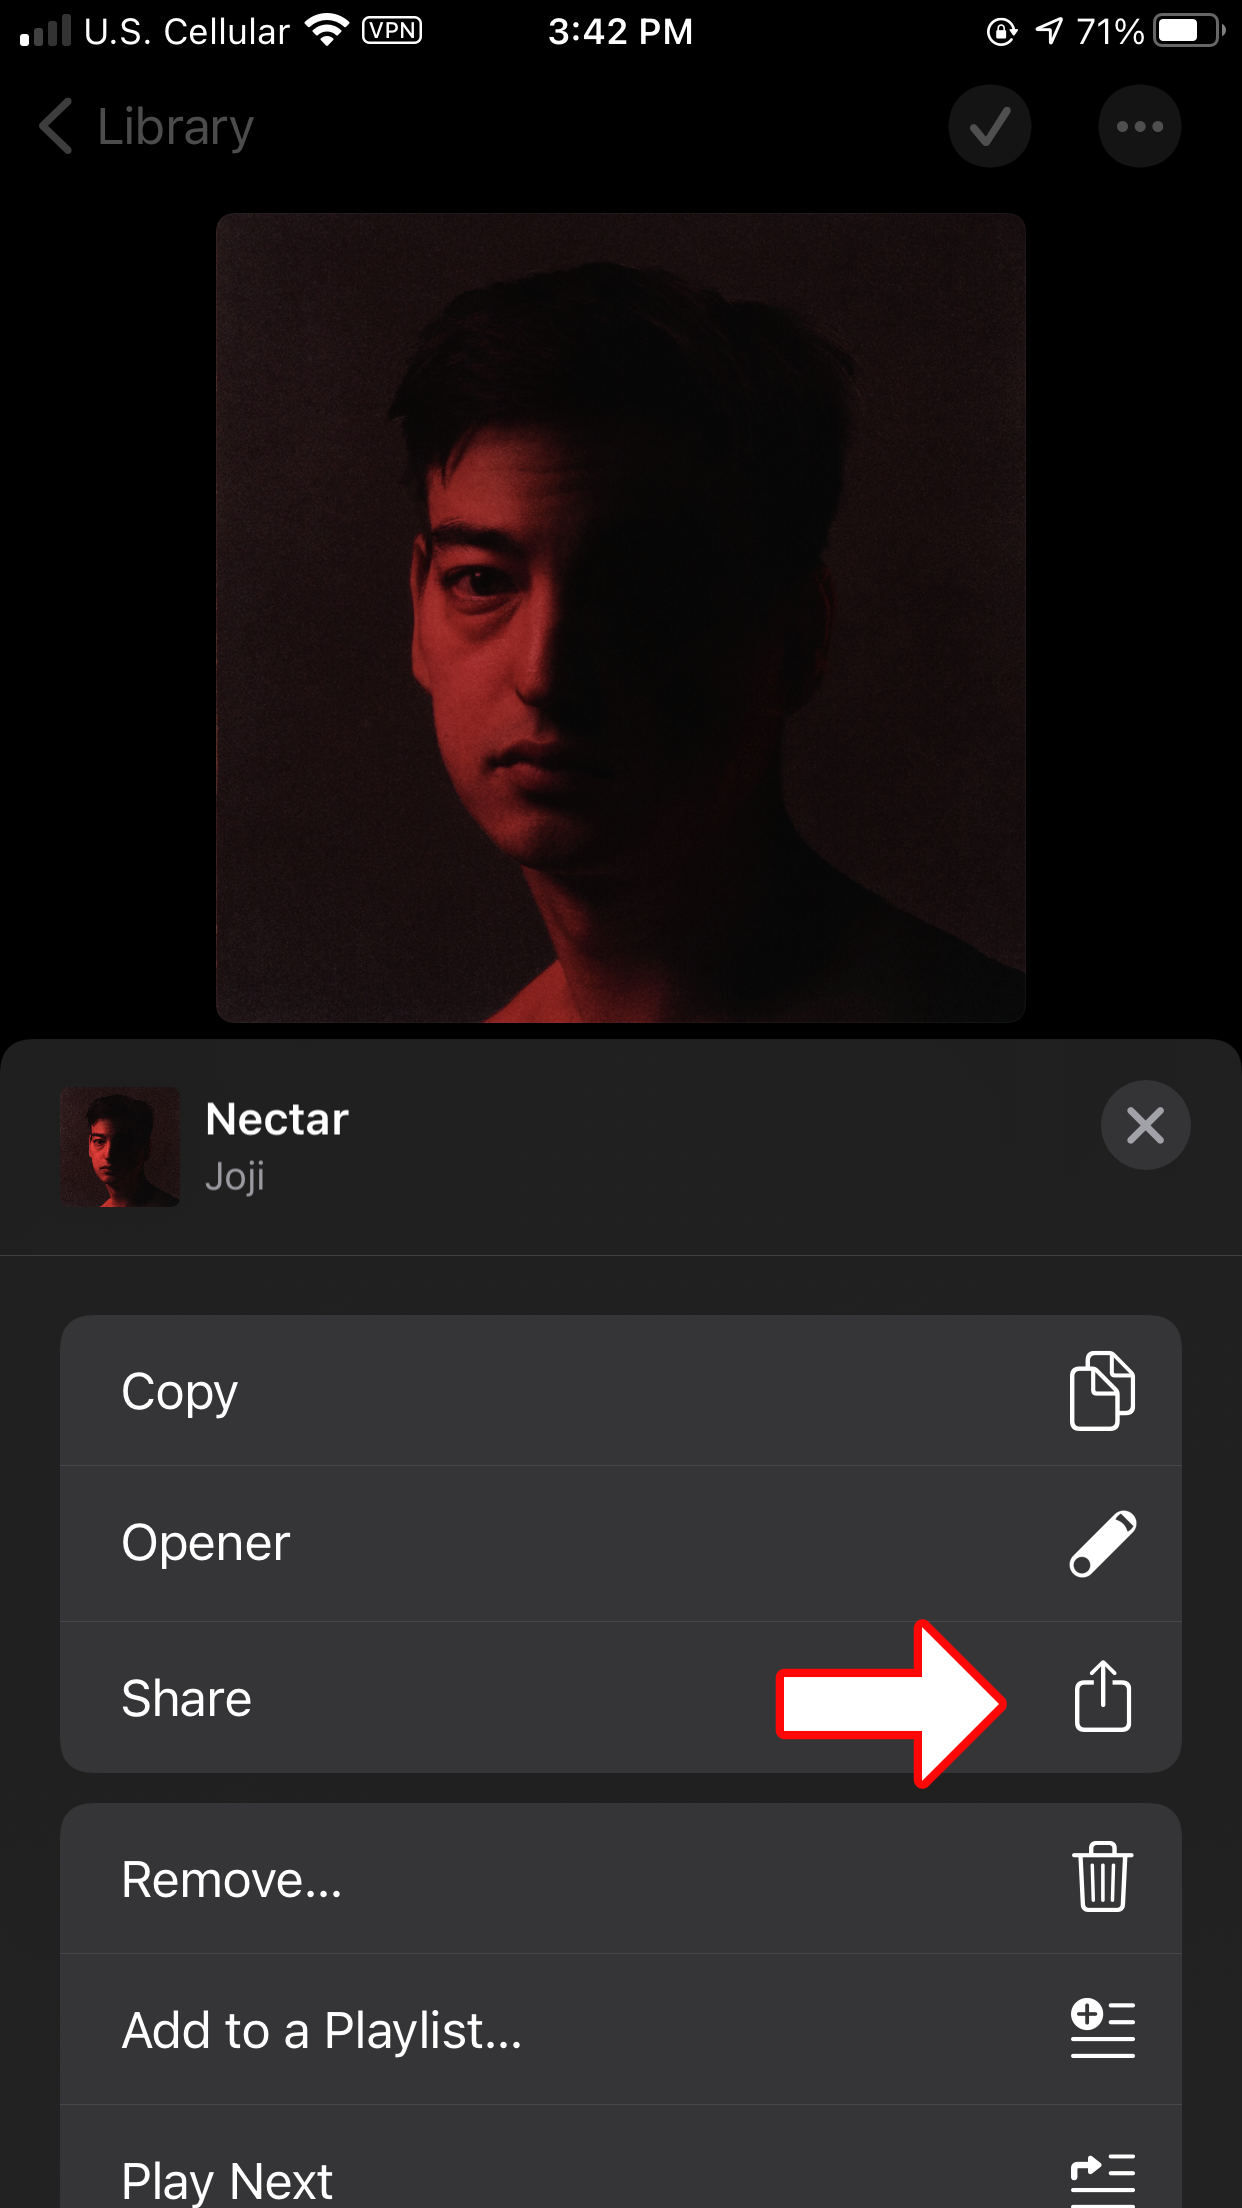 U.S. Cellular VPN 3:42 PM 71%
Library
Nectar
Joji
Copy
Opener
Share
Remove...
Add to a Playlist...
Play Next